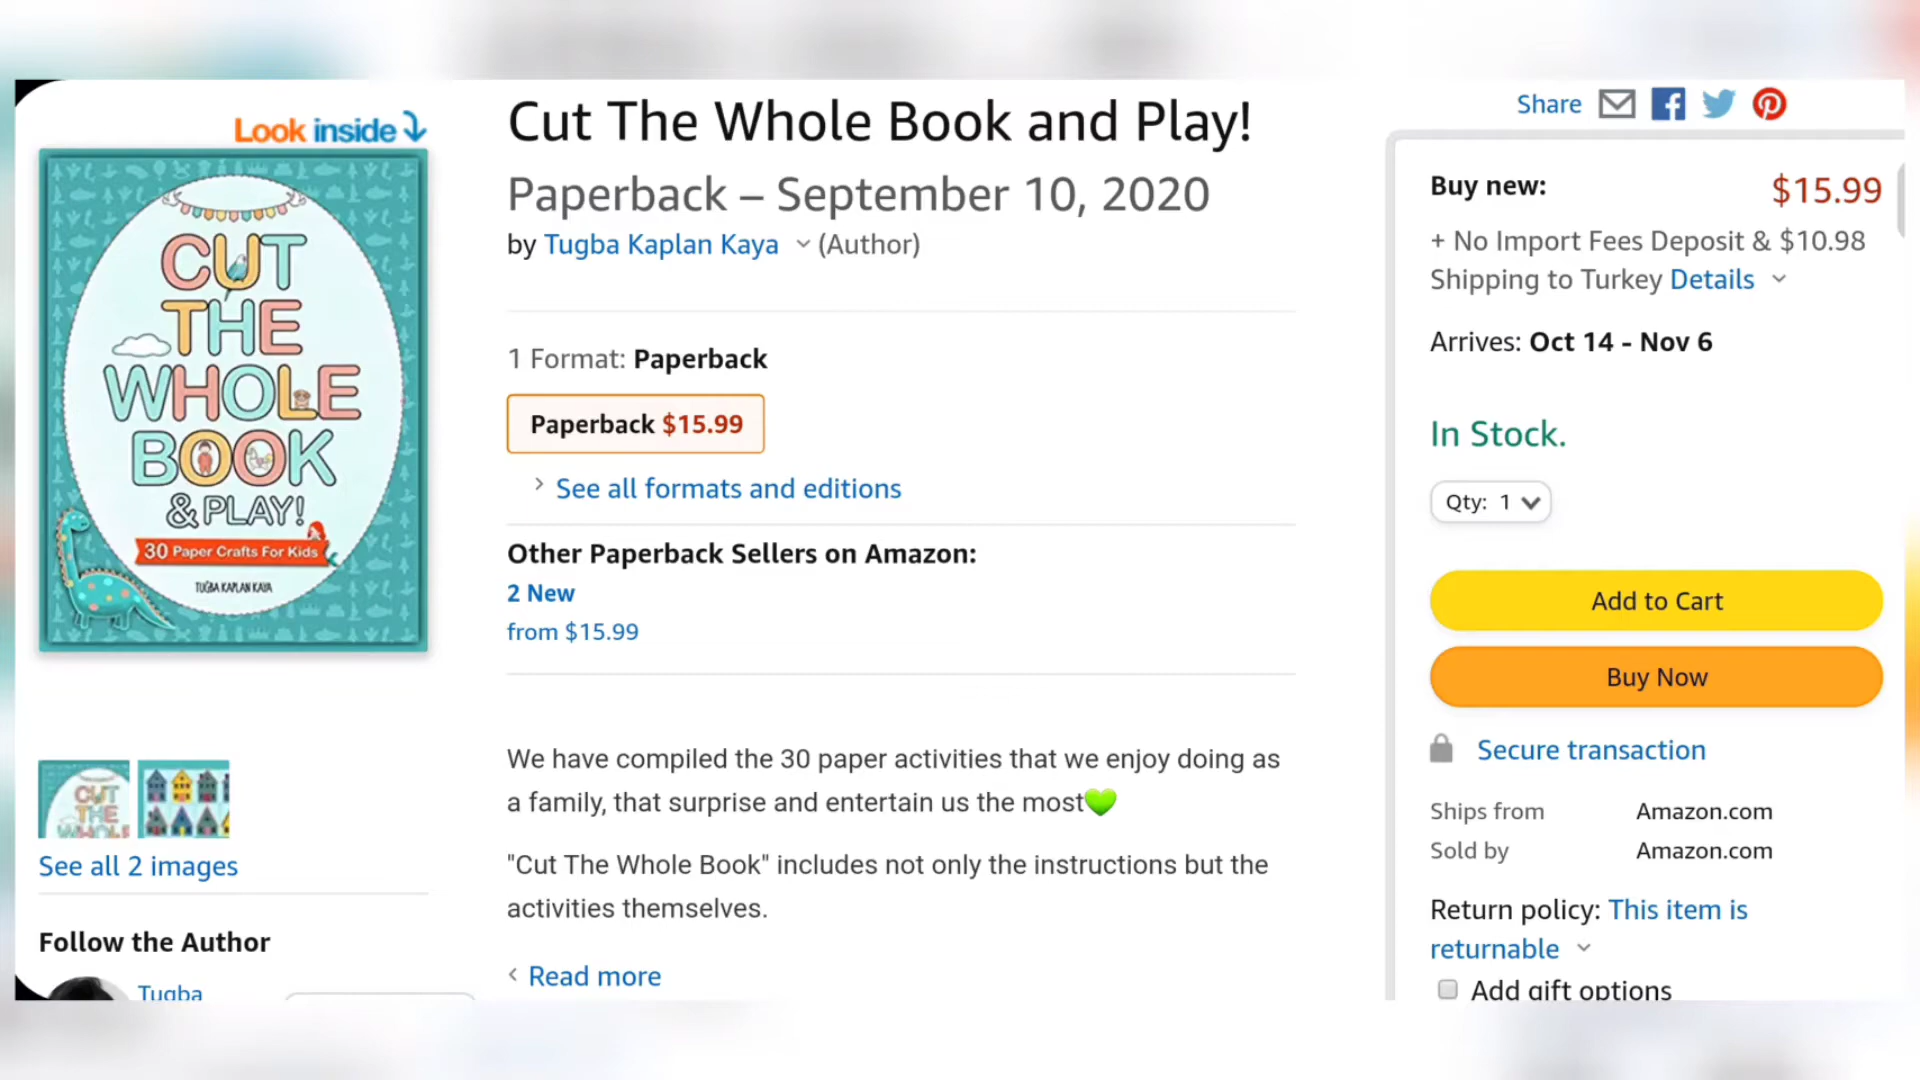 Look inside
CUT
THE
WHOLE
BOOK
& PLAY!
30 Paper Crafts For Kids
TUĞBA KAPLAN KAYA
CUT
THE
WHOLE
See all 2 images
Follow the Author
Tugba
Cut The Whole Book and Play!
Paperback – September 10, 2020
by Tugba Kaplan Kaya (Author)
1 Format: Paperback
Paperback $15.99
See all formats and editions
Other Paperback Sellers on Amazon:
2 New
from $15.99
We have compiled the 30 paper activities that we enjoy doing as
a family, that surprise and entertain us the most💚
"Cut The Whole Book" includes not only the instructions but the
activities themselves.
Read more
Share
Buy new: $15.99
+ No Import Fees Deposit & $10.98
Shipping to Turkey Details
Arrives: Oct 14 - Nov 6
In Stock.
Qty: 1
Add to Cart
Buy Now
Secure transaction
Ships from Amazon.com
Sold by Amazon.com
Return policy: This item is
returnable
Add gift options